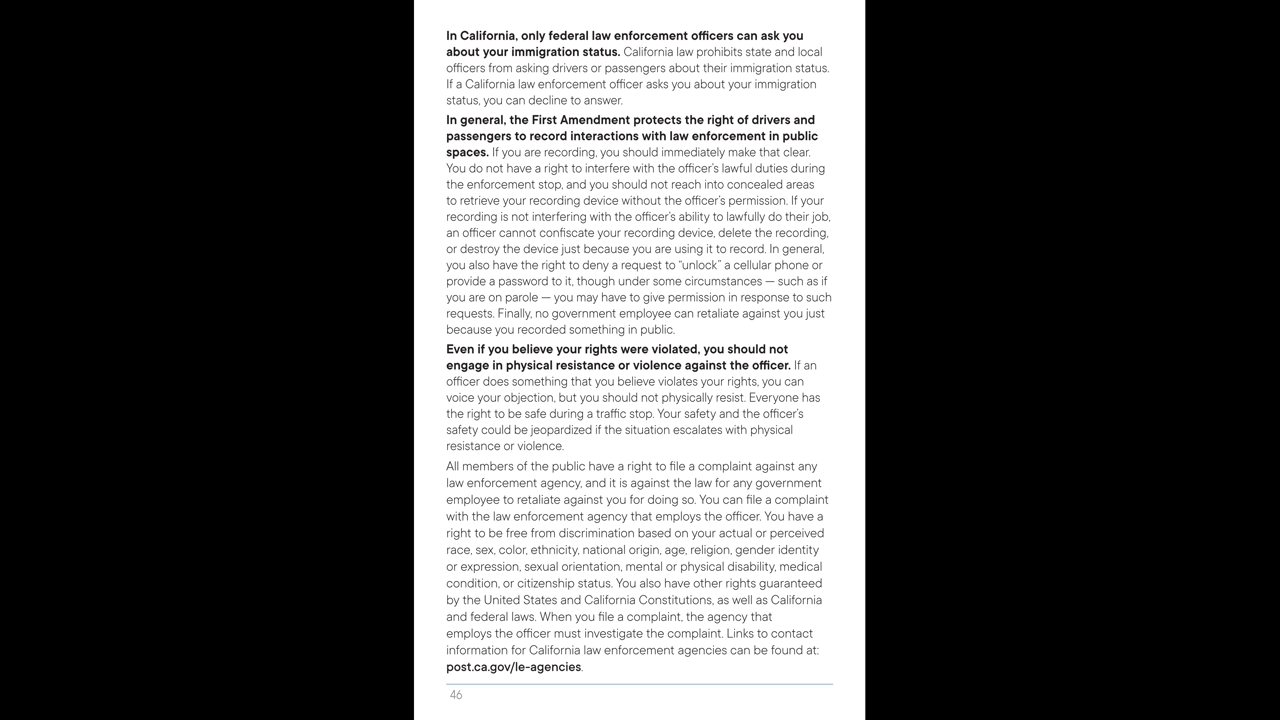 In California, only federal law enforcement officers can ask you
about your immigration status. California law prohibits state and local
officers from asking drivers or passengers about their immigration status.
If a California law enforcement officer asks you about your immigration
status, you can decline to answer.
In general, the First Amendment protects the right of drivers and
passengers to record interactions with law enforcement in public
spaces. If you are recording, you should immediately make that clear.
You do not have a right to interfere with the officer's lawful duties during
the enforcement stop, and you should not reach into concealed areas
to retrieve your recording device without the officer's permission. If your
recording is not interfering with the officer's ability to lawfully do their job,
an officer cannot confiscate your recording device, delete the recording,
or destroy the device just because you are using it to record. In general,
you also have the right to deny a request to “unlock” a cellular phone or
provide a password to it, though under some circumstances — such as if
you are on parole — you may have to give permission in response to such
requests. Finally, no government employee can retaliate against you just
because you recorded something in public.
Even if you believe your rights were violated, you should not
engage in physical resistance or violence against the officer. If an
officer does something that you believe violates your rights, you can
voice your objection, but you should not physically resist. Everyone has
the right to be safe during a traffic stop. Your safety and the officer's
safety could be jeopardized if the situation escalates with physical
resistance or violence.
All members of the public have a right to file a complaint against any
law enforcement agency, and it is against the law for any government
employee to retaliate against you for doing so. You can file a complaint
with the law enforcement agency that employs the officer. You have a
right to be free from discrimination based on your actual or perceived
race, sex, color, ethnicity, national origin, age, religion, gender identity
or expression, sexual orientation, mental or physical disability, medical
condition, or citizenship status. You also have other rights guaranteed
by the United States and California Constitutions, as well as California
and federal laws. When you file a complaint, the agency that
employs the officer must investigate the complaint. Links to contact
information for California law enforcement agencies can be found at:
post.ca.gov/le-agencies.
46